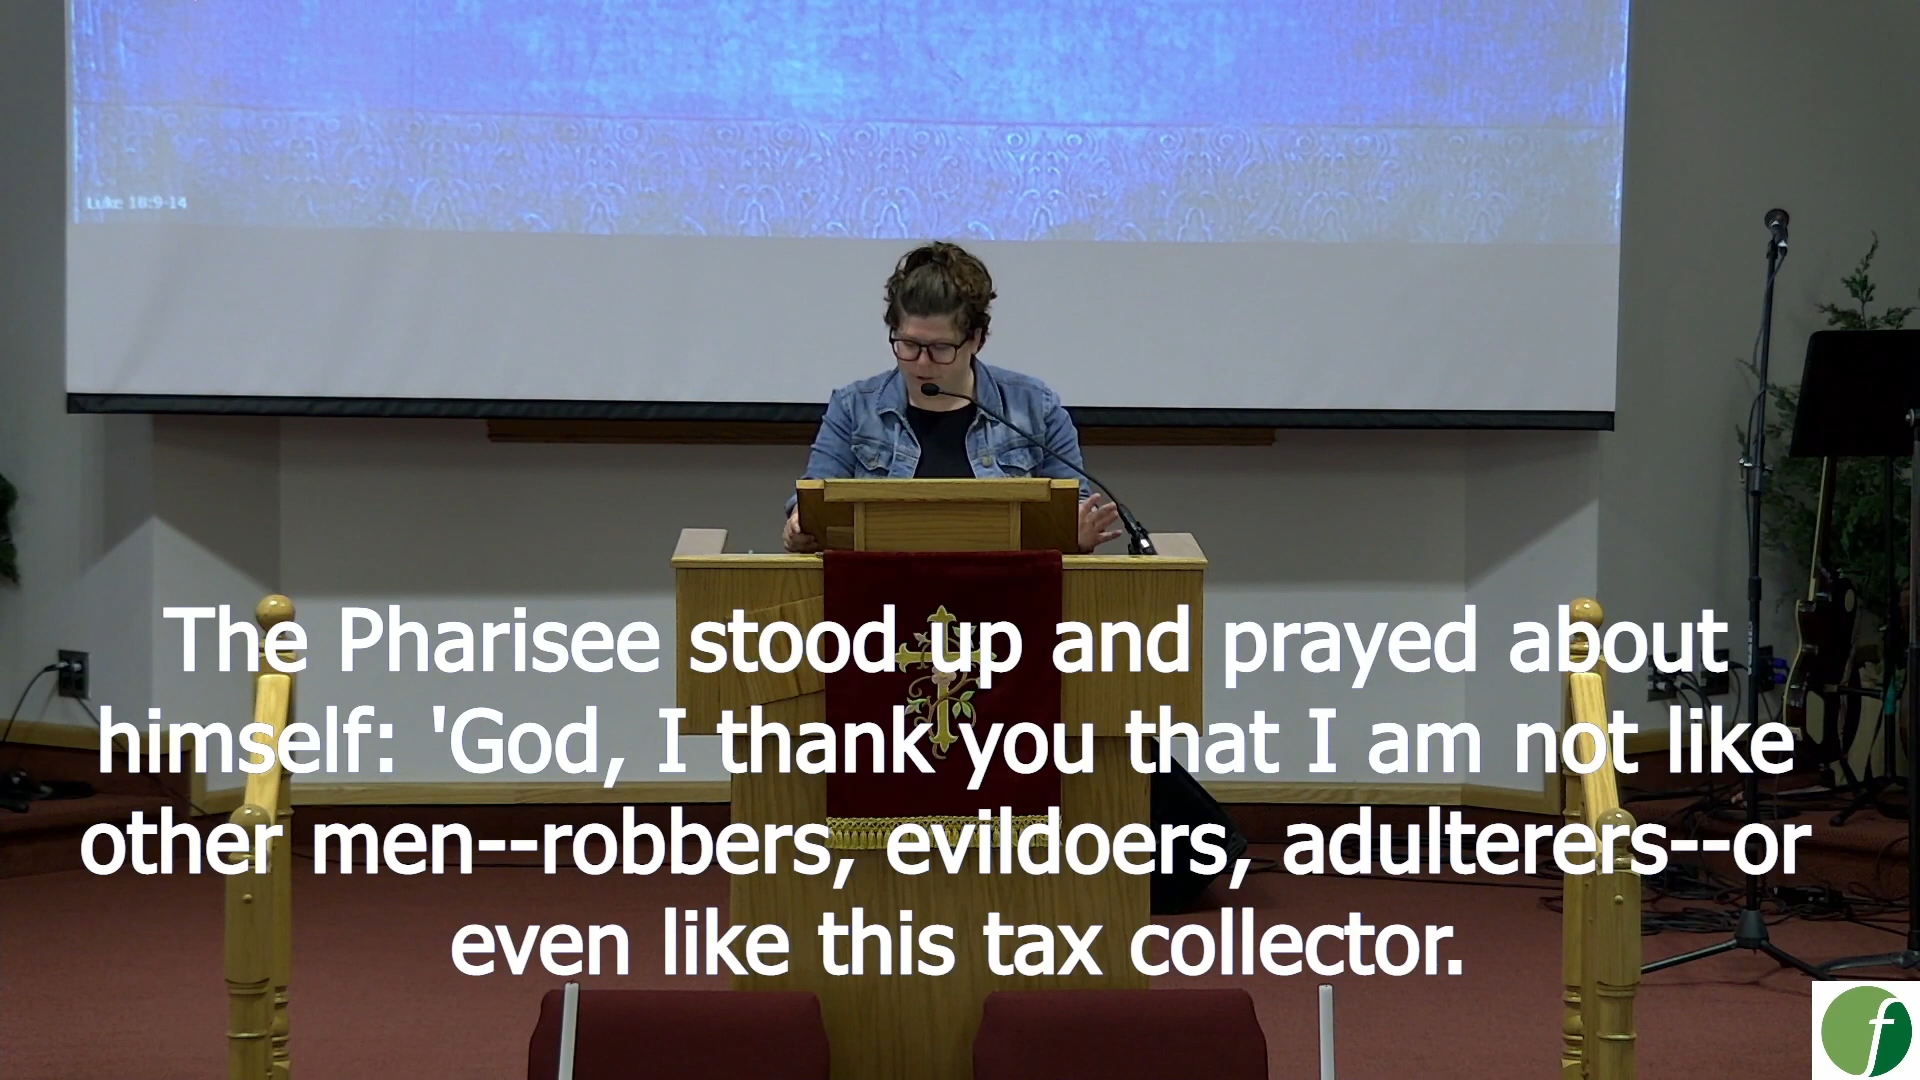 Luke 18:9-14
The Pharisee stood up and prayed about
himself: 'God, I thank you that I am not like
other men--robbers, evildoers, adulterers--or
even like this tax collector.
f